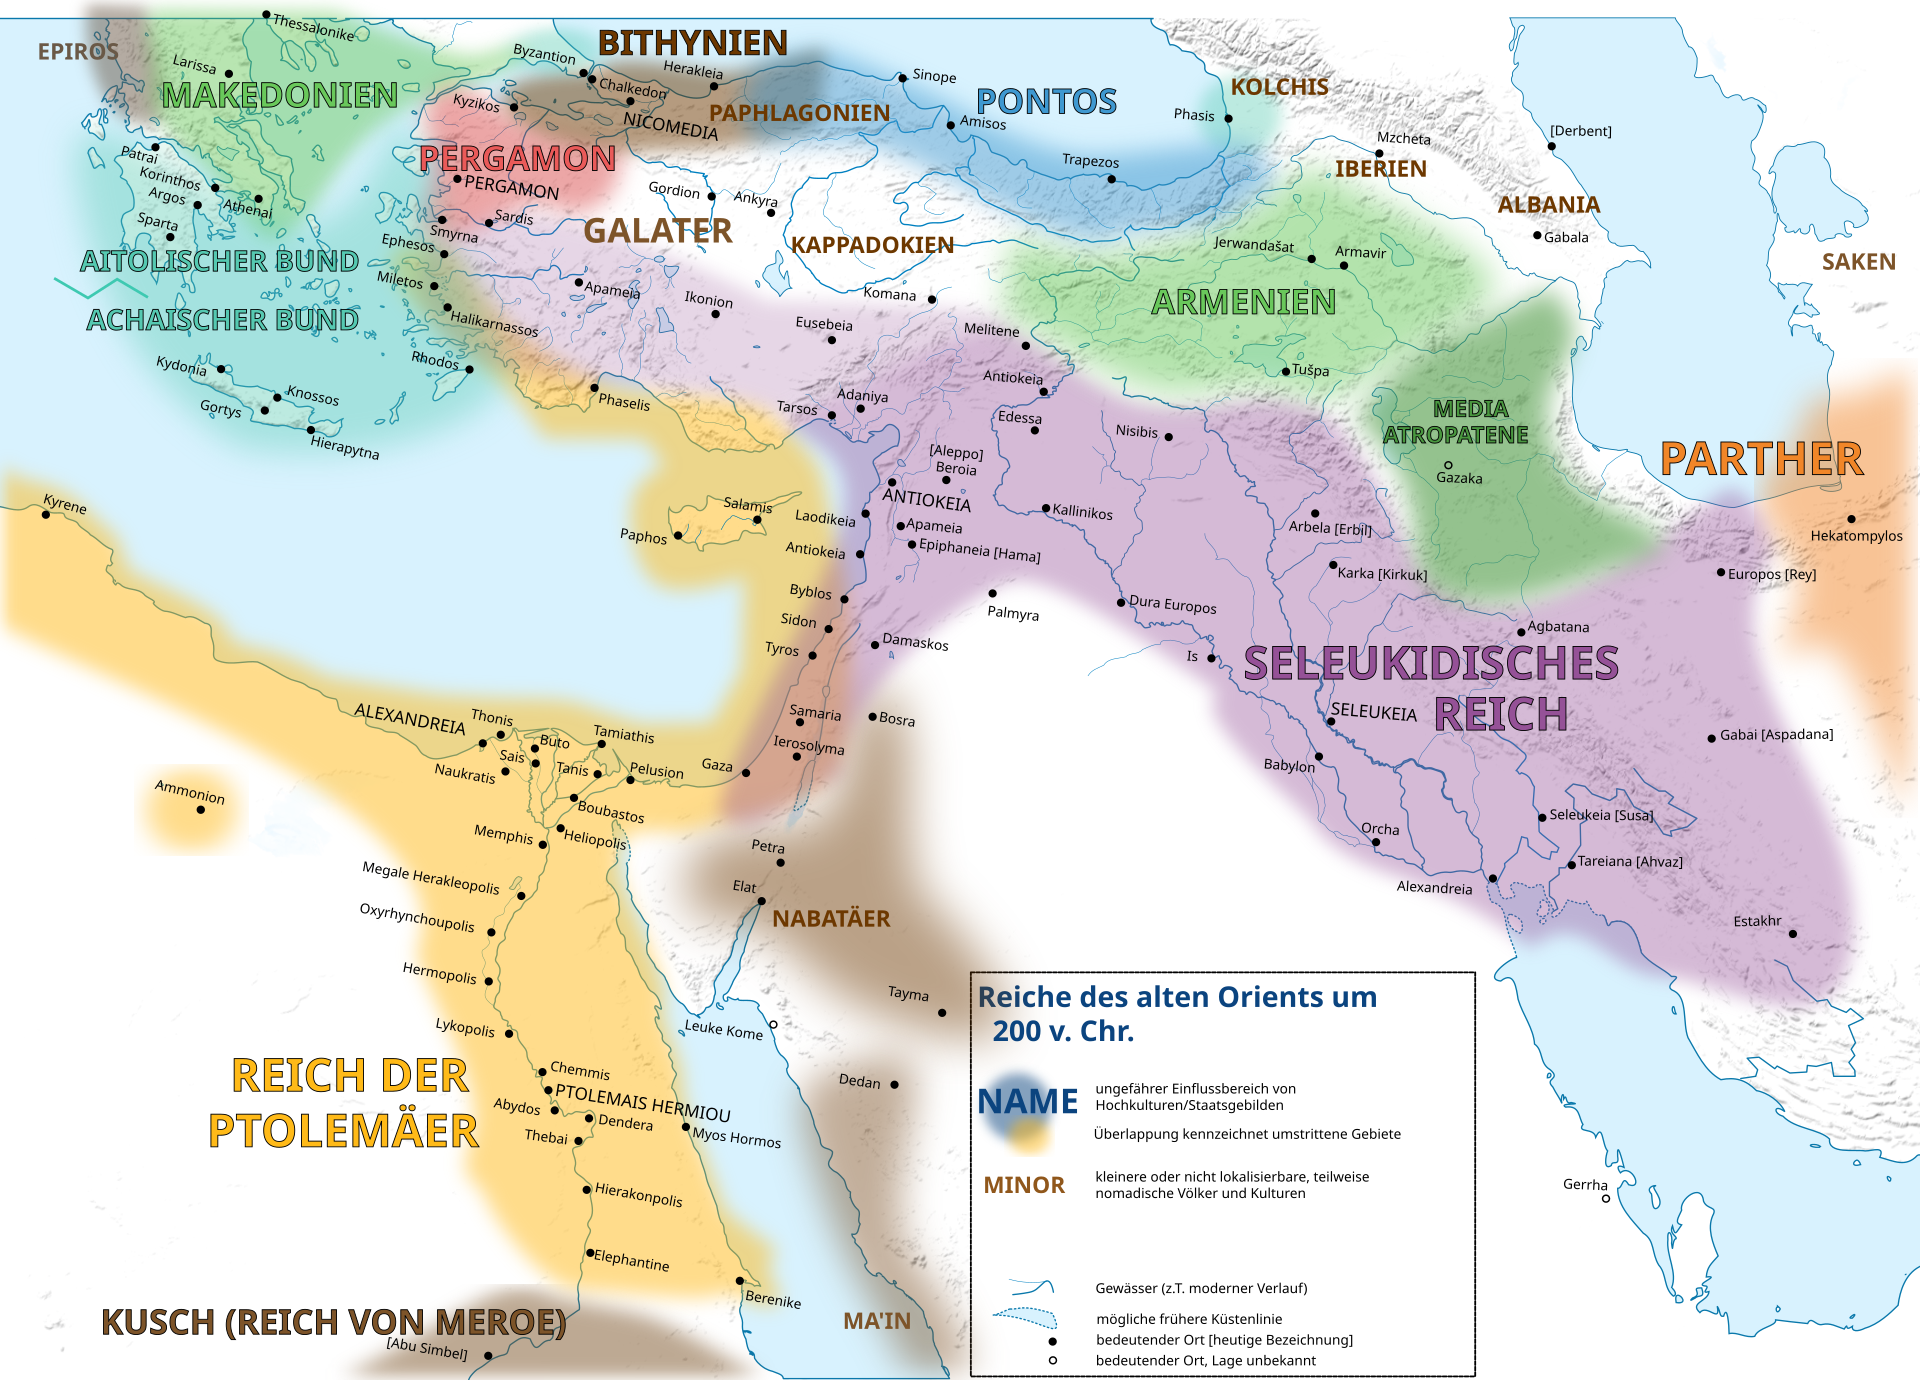 Thessalonike
EPIROS
Larissa
MAKEDONIEN
Byzantion
BITHYNIEN
Herakleia
Chalkedon
Kyzikos
NICOMEDIA
PAPHLAGONIEN
Sinope
PONTOS
Amisos
KOLCHIS
Phasis
Trapezos
Mzcheta
IBERIEN
[Derbent]
ALBANIA
Gabala
SAKEN
Patrai
Korinthos
Argos
Athenai
Sparta
AITOLISCHER BUND
ACHAISCHER BUND
PERGAMON
PERGAMON
Sardis
Smyrna
Ephesos
Miletos
Halikarnassos
Apameia
Gordion
Ankyra
GALATER
KAPPADOKIEN
Ikonion
Komana
Eusebeia
Melitene
Jerwandašat
Armavir
ARMENIEN
Tušpa
Kydonia
Knossos
Gortys
Hierapytna
Rhodos
Phaselis
Tarsos
Adaniya
Antiokeia
Edessa
Nisibis
MEDIA
ATROPATENE
Gazaka
PARTHER
Hekatompylos
Europos [Rey]
Kyrene
Salamis
Paphos
[Aleppo]
Beroia
ANTIOKEIA
Laodikeia
Apameia
Antiokeia
Epiphaneia [Hama]
Kallinikos
Arbela [Erbil]
Karka [Kirkuk]
Byblos
Sidon
Tyros
Damaskos
Palmyra
Dura Europos
Is
Agbatana
SELEUKIDISCHES
REICH
SELEUKEIA
Gabai [Aspadana]
Babylon
Samaria
Ierosolyma
Bosra
Gaza
ALEXANDREIA
Thonis
Buto
Sais
Naukratis
Tanis
Tamiathis
Pelusion
Boubastos
Heliopolis
Memphis
Ammonion
Megale Herakleopolis
Oxyrhynchoupolis
Hermopolis
Lykopolis
Petra
Elat
NABATÄER
Orcha
Seleukeia [Susa]
Tareiana [Ahvaz]
Alexandreia
Estakhr
Tayma
Leuke Kome
Dedan
Chemmis
PTOLEMAIS HERMIOU
Abydos
Dendera
Thebai
Myos Hormos
REICH DER
PTOLEMÄER
Hierakonpolis
Elephantine
Berenike
KUSCH (REICH VON MEROE)
[Abu Simbel]
MA'IN
Gerrha
Reiche des alten Orients um
200 v. Chr.
NAME
ungefährer Einflussbereich von
Hochkulturen/Staatsgebilden
Überlappung kennzeichnet umstrittene Gebiete
MINOR
kleinere oder nicht lokalisierbare, teilweise
nomadische Völker und Kulturen
Gewässer (z.T. moderner Verlauf)
mögliche frühere Küstenlinie
bedeutender Ort [heutige Bezeichnung]
bedeutender Ort, Lage unbekannt